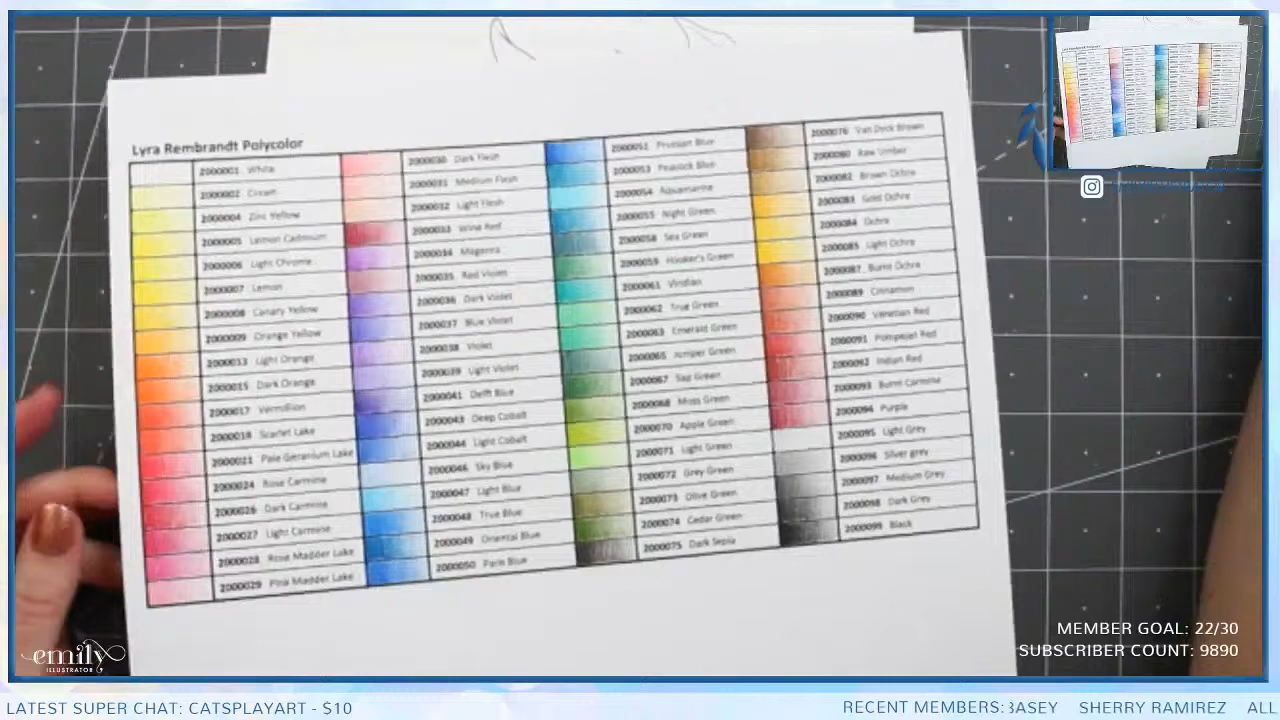 Lyra Rembrandt Polycolor
2000001 White
2000002 Cream
2000004 Zinc Yellow
2000005 Lemon Cadmium
2000006 Light Chrome
2000007 Lemon
2000008 Canary Yellow
2000009 Orange Yellow
2000013 Light Orange
2000015 Dark Orange
2000017 Vermillion
2000018 Scarlet Lake
2000021 Pale Geranium Lake
2000024 Rose Carmine
2000026 Dark Carmine
2000027 Light Carmine
2000028 Rose Madder Lake
2000029 Pink Madder Lake
2000030 Dark Flesh
2000031 Medium Flesh
2000032 Light Flesh
2000033 Wine Red
2000034 Magenta
2000035 Red Violet
2000036 Dark Violet
2000037 Blue Violet
2000038 Violet
2000039 Light Violet
2000041 Delft Blue
2000043 Deep Cobalt
2000044 Light Cobalt
2000046 Sky Blue
2000047 Light Blue
2000048 True Blue
2000049 Oriental Blue
2000050 Paris Blue
2000051 Prussian Blue
2000053 Peacock Blue
2000054 Aquamarine
2000055 Night Green
2000058 Sea Green
2000059 Hooker's Green
2000061 Viridian
2000062 True Green
2000063 Emerald Green
2000065 Juniper Green
2000067 Sap Green
2000068 Moss Green
2000070 Apple Green
2000071 Light Green
2000072 Grey Green
2000073 Olive Green
2000074 Cedar Green
2000075 Dark Sepia
2000076 Van Dyck Brown
2000080 Raw Umber
2000082 Brown Ochre
2000083 Gold Ochre
2000084 Ochre
2000085 Light Ochre
2000087 Burnt Ochre
2000089 Cinnamon
2000090 Venetian Red
2000091 Pompejei Red
2000092 Indian Red
2000093 Burnt Carmine
2000094 Purple
2000095 Light Grey
2000096 Silver grey
2000097 Medium Grey
2000098 Dark Grey
2000099 Black
emily
ILLUSTRATOR
MEMBER GOAL: 22/30
SUBSCRIBER COUNT: 9890
LATEST SUPER CHAT: CATSPLAYART - $10
RECENT MEMBERS: BASEY SHERRY RAMIREZ ALL